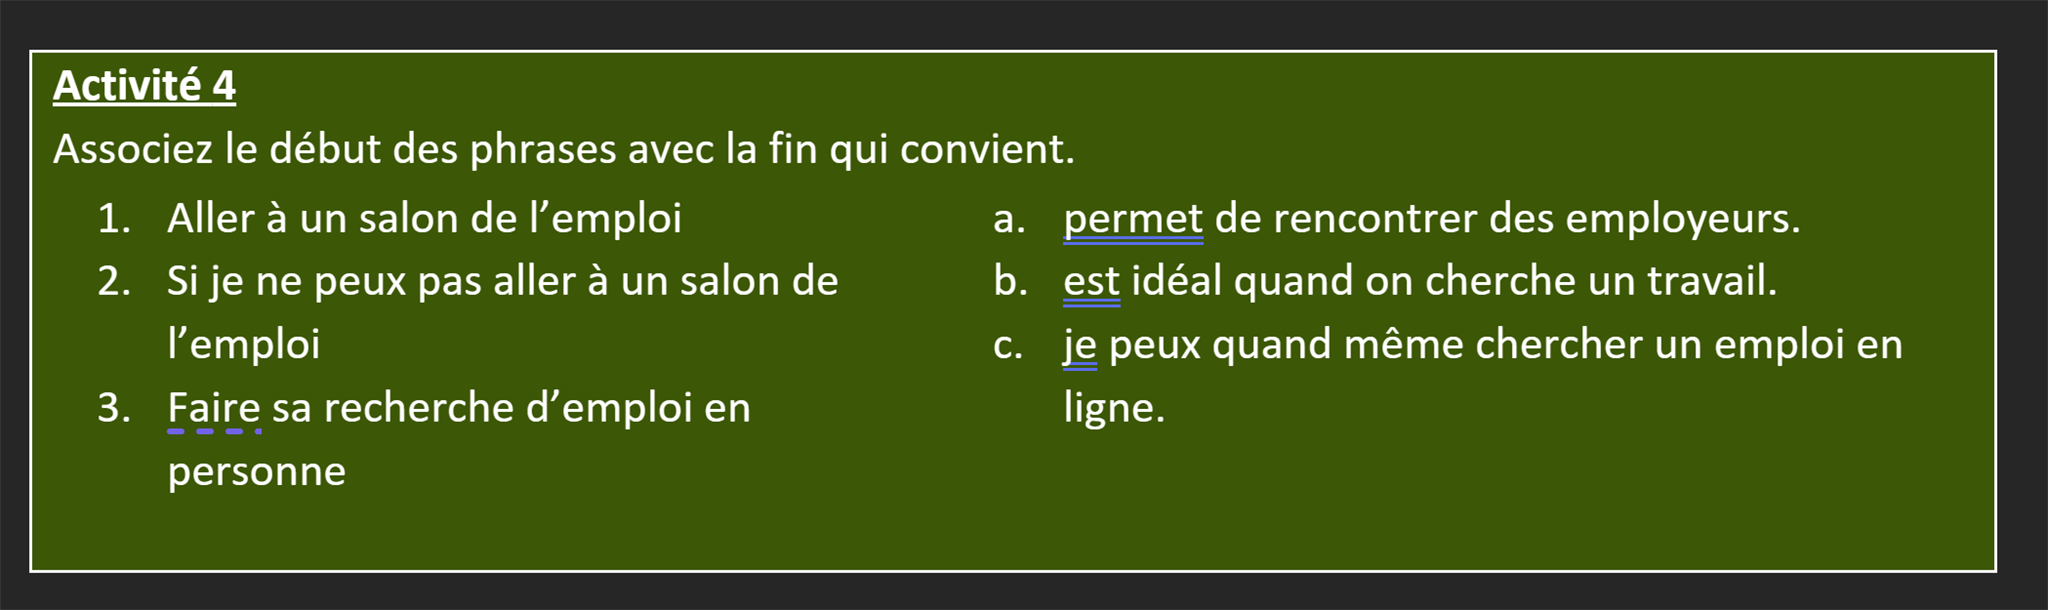 Activité 4
Associez le début des phrases avec la fin qui convient.
1. Aller à un salon de l’emploi
2. Si je ne peux pas aller à un salon de
l’emploi
3. Faire sa recherche d’emploi en
personne
a. permet de rencontrer des employeurs.
b. est idéal quand on cherche un travail.
c. je peux quand même chercher un emploi en
ligne.